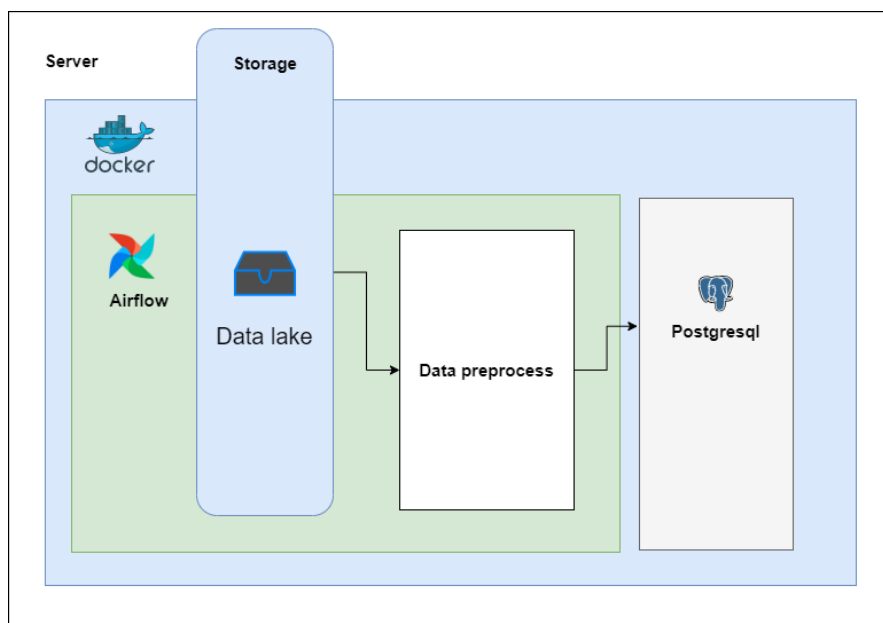 Server
Storage
docker
Airflow
Data lake
Data preprocess
Postgresql